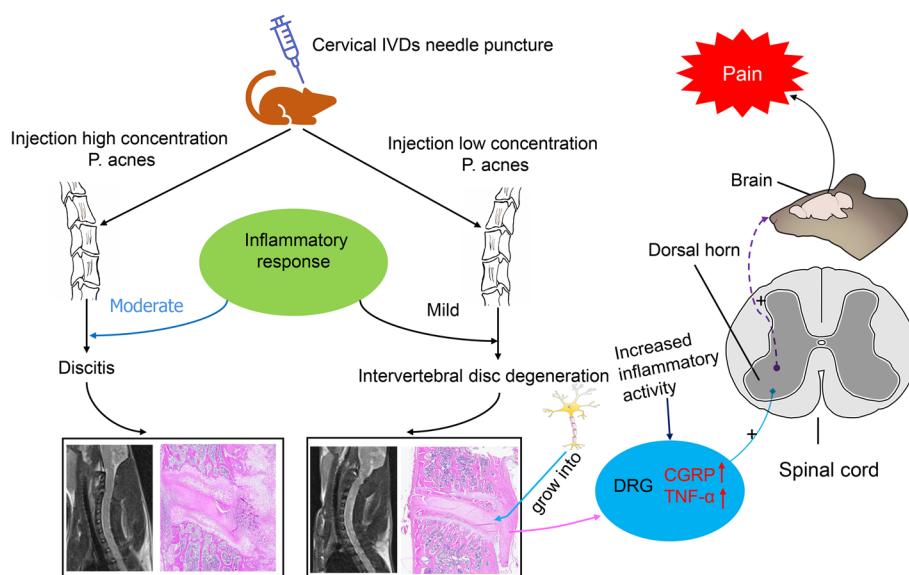 Cervical IVDs needle puncture
Injection high concentration
P. acnes
Injection low concentration
P. acnes
Inflammatory
response
Moderate
Mild
Discitis
Intervertebral disc degeneration
grow into
Increased
inflammatory
activity
DRG
CGRP↑
TNF-α↑
+
Spinal cord
Dorsal horn
+
Brain
Pain